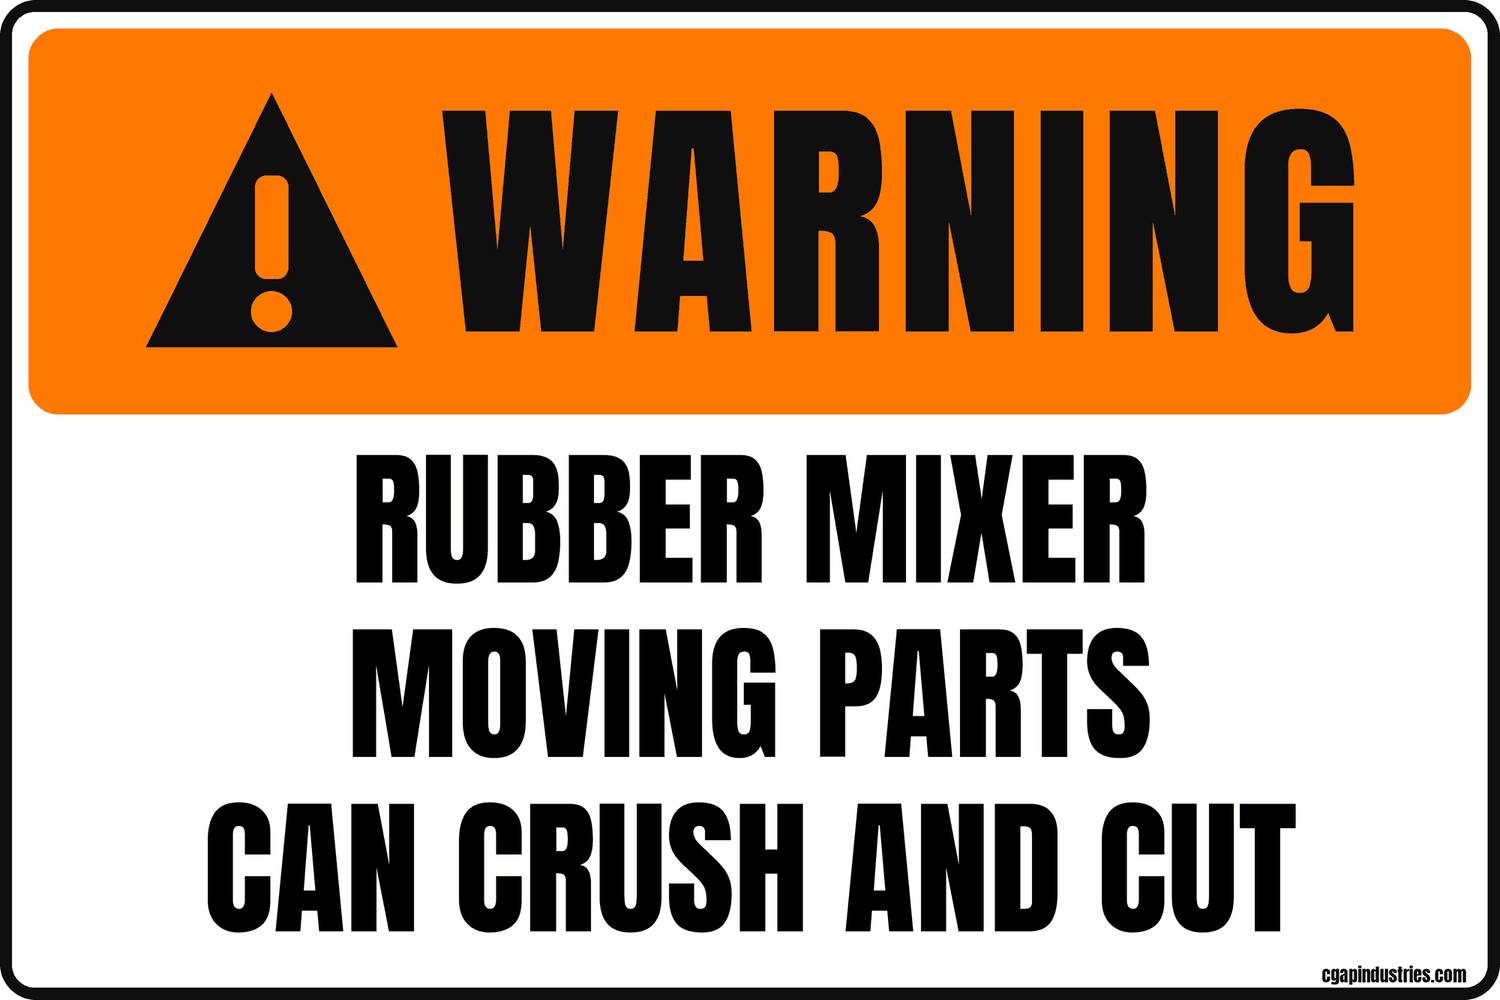 WARNING
RUBBER MIXER
MOVING PARTS
CAN CRUSH AND CUT
cgapindustries.com